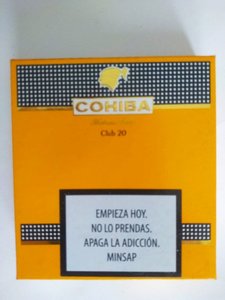 COHIBA
Club 20
EMPIEZA HOY.
NO LO PRENDAS.
APAGA LA ADICCIÓN.
MINSAP